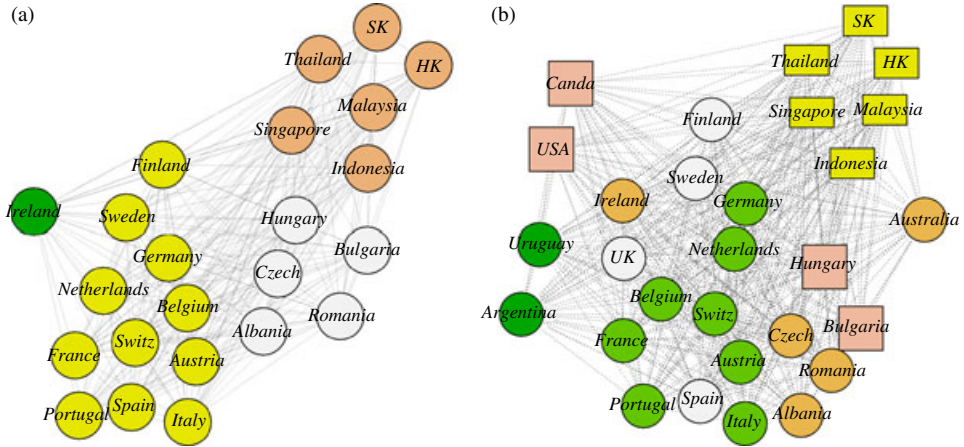 (a)
SK
Thailand
HK
Malaysia
Singapore
Finland
Indonesia
Ireland
Sweden
Hungary
Bulgaria
Germany
Czech
Netherlands
Belgium
Romania
Albania
Switz
France
Austria
Portugal
Spain
Italy
(b)
SK
Thailand
HK
Canda
Singapore
Malaysia
Finland
USA
Indonesia
Sweden
Ireland
Germany
Australia
Uruguay
UK
Netherlands
Hungary
Belgium
Argentina
Switz
Bulgaria
France
Czech
Austria
Romania
Portugal
Spain
Italy
Albania